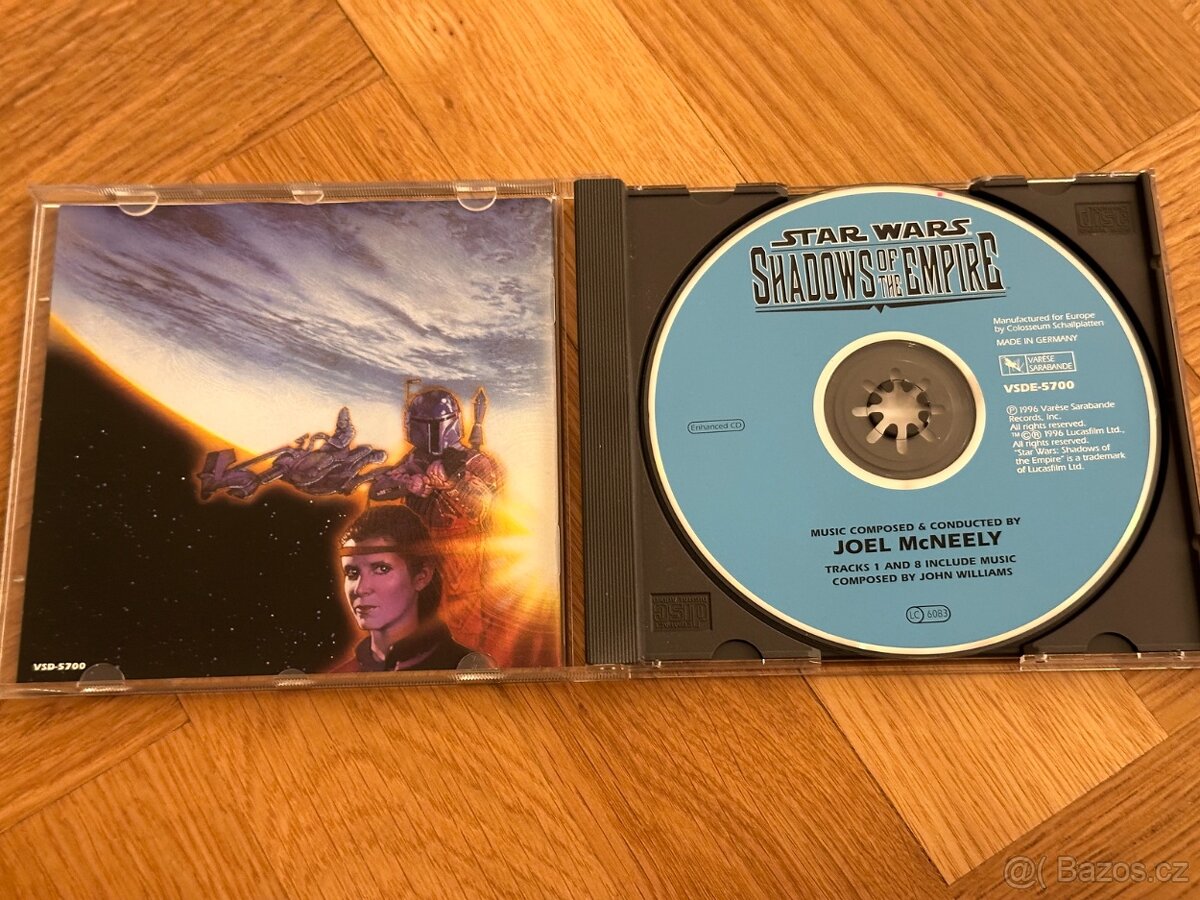 VSD-5700
STAR WARS
SHADOWS OF THE EMPIRE
Manufactured for Europe
by Colosseum Schallplatten
MADE IN GERMANY
VARÈSE
SARABANDE
VSDE-5700
Enhanced CD
℗ 1996 Varèse Sarabande
Records, Inc.
All rights reserved.
™©® 1996 Lucasfilm Ltd.,
All rights reserved.
"Star Wars: Shadows of
the Empire" is a trademark
of Lucasfilm Ltd.
MUSIC COMPOSED & CONDUCTED BY
JOEL McNEELY
TRACKS 1 AND 8 INCLUDE MUSIC
COMPOSED BY JOHN WILLIAMS
LC 6083
disc
Bazos.cz